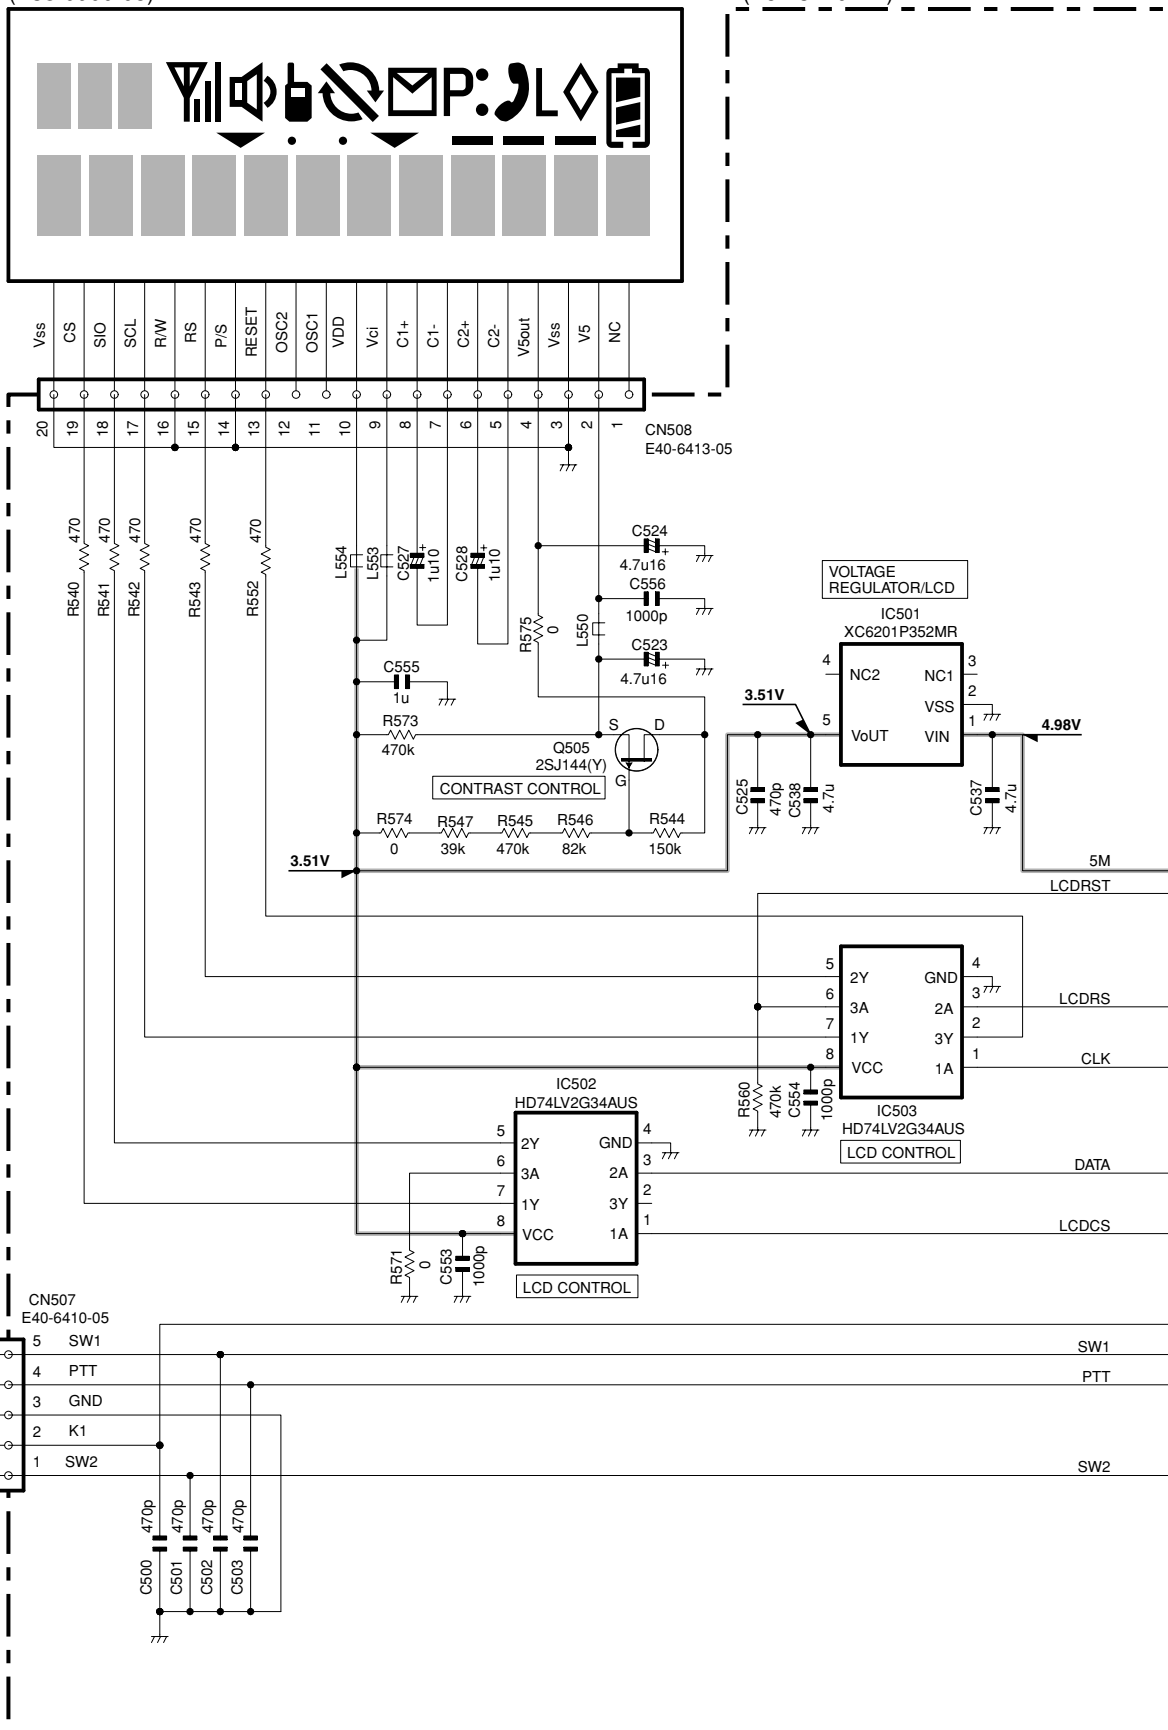 P:
L
Vss
CS
SIO
SCL
R/W
RS
P/S
RESET
OSC2
OSC1
VDD
Vci
C1+
C1-
C2+
C2-
V5out
Vss
V5
NC
20
19
18
17
16
15
14
13
12
11
10
9
8
7
6
5
4
3
2
1
CN508
E40-6413-05
R540 470
R541 470
R542 470
R543 470
R552 470
L554
L553
C527 + 1u10
C528 + 1u10
C524
4.7u16 +
C556
1000p
R575
0
L550
C523
4.7u16 +
C555
1u
R573
470k
S
D
G
Q505
2SJ144(Y)
CONTRAST CONTROL
R574
0
R547
39k
R545
470k
R546
82k
R544
150k
3.51V
VOLTAGE
REGULATOR/LCD
IC501
XC6201P352MR
4 NC2
NC1 3
VSS 2
5 VoUT
VIN 1
3.51V
4.98V
C525 470p
C538 4.7u
C537 4.7u
5M
LCDRST
5 2Y
GND 4
6 3A
2A 3
LCDRS
7 1Y
3Y 2
8 VCC
1A 1
CLK
R560 470k
C554 1000p
IC503
HD74LV2G34AUS
LCD CONTROL
IC502
HD74LV2G34AUS
5 2Y
GND 4
6 3A
2A 3
DATA
7 1Y
3Y 2
8 VCC
1A 1
LCDCS
R571 0
C553 1000p
LCD CONTROL
CN507
E40-6410-05
5 SW1
SW1
4 PTT
PTT
3 GND
2 K1
1 SW2
SW2
C500 470p
C501 470p
C502 470p
C503 470p